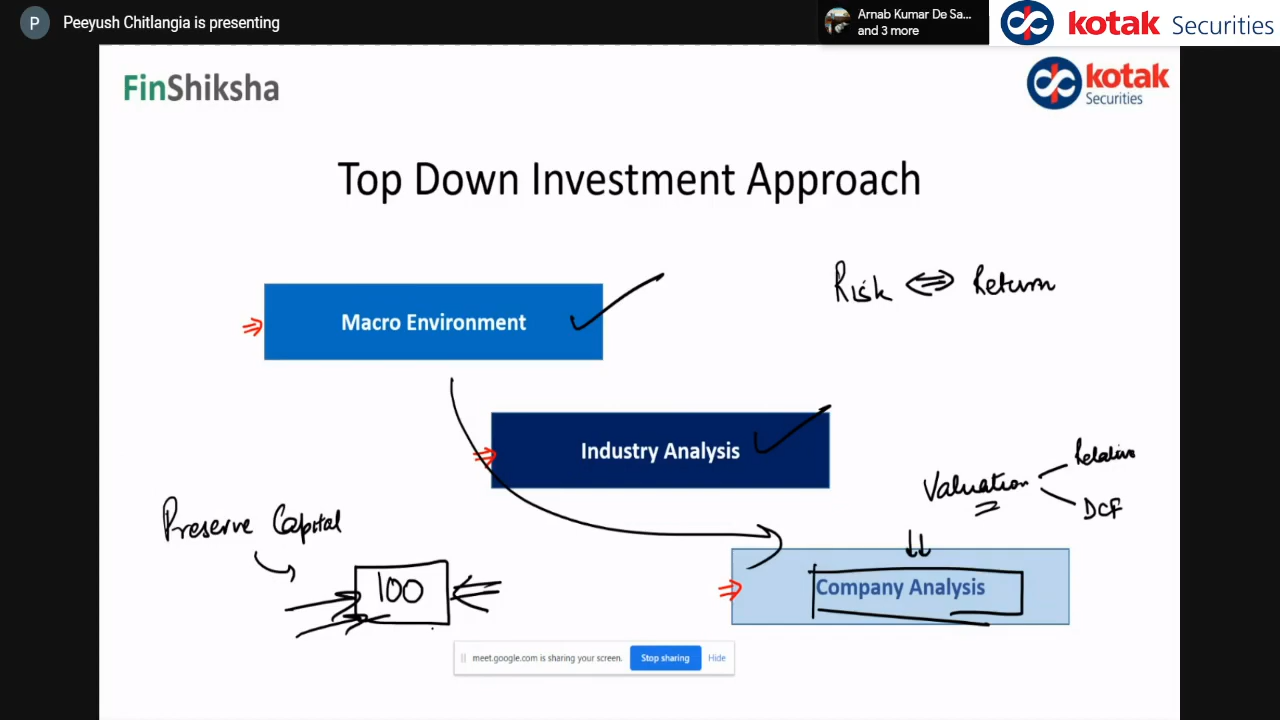 P Peeyush Chitlangia is presenting
Arnab Kumar De Sa...
and 3 more
kotak Securities
FinShiksha
kotak
Securities
Top Down Investment Approach
Risk ⇔ Return
Macro Environment
Industry Analysis
Relative
Valuation
DCF
Preserve Capital
100
Company Analysis
meet.google.com is sharing your screen. Stop sharing Hide